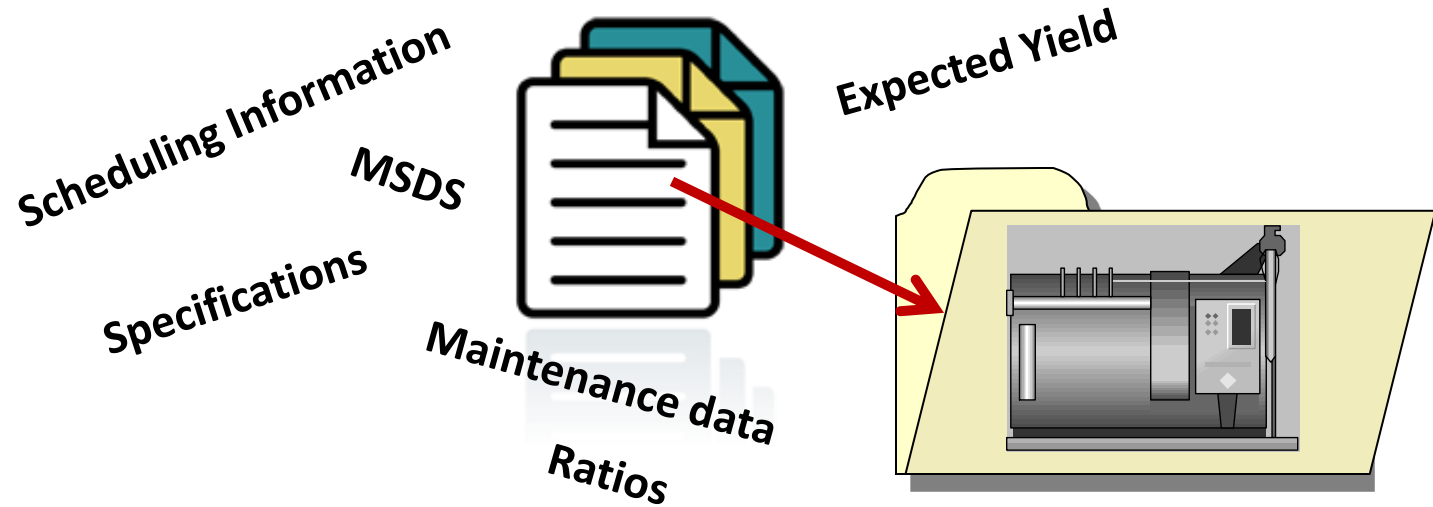 Scheduling Information
Expected Yield
MSDS
Specifications
Maintenance data
Ratios